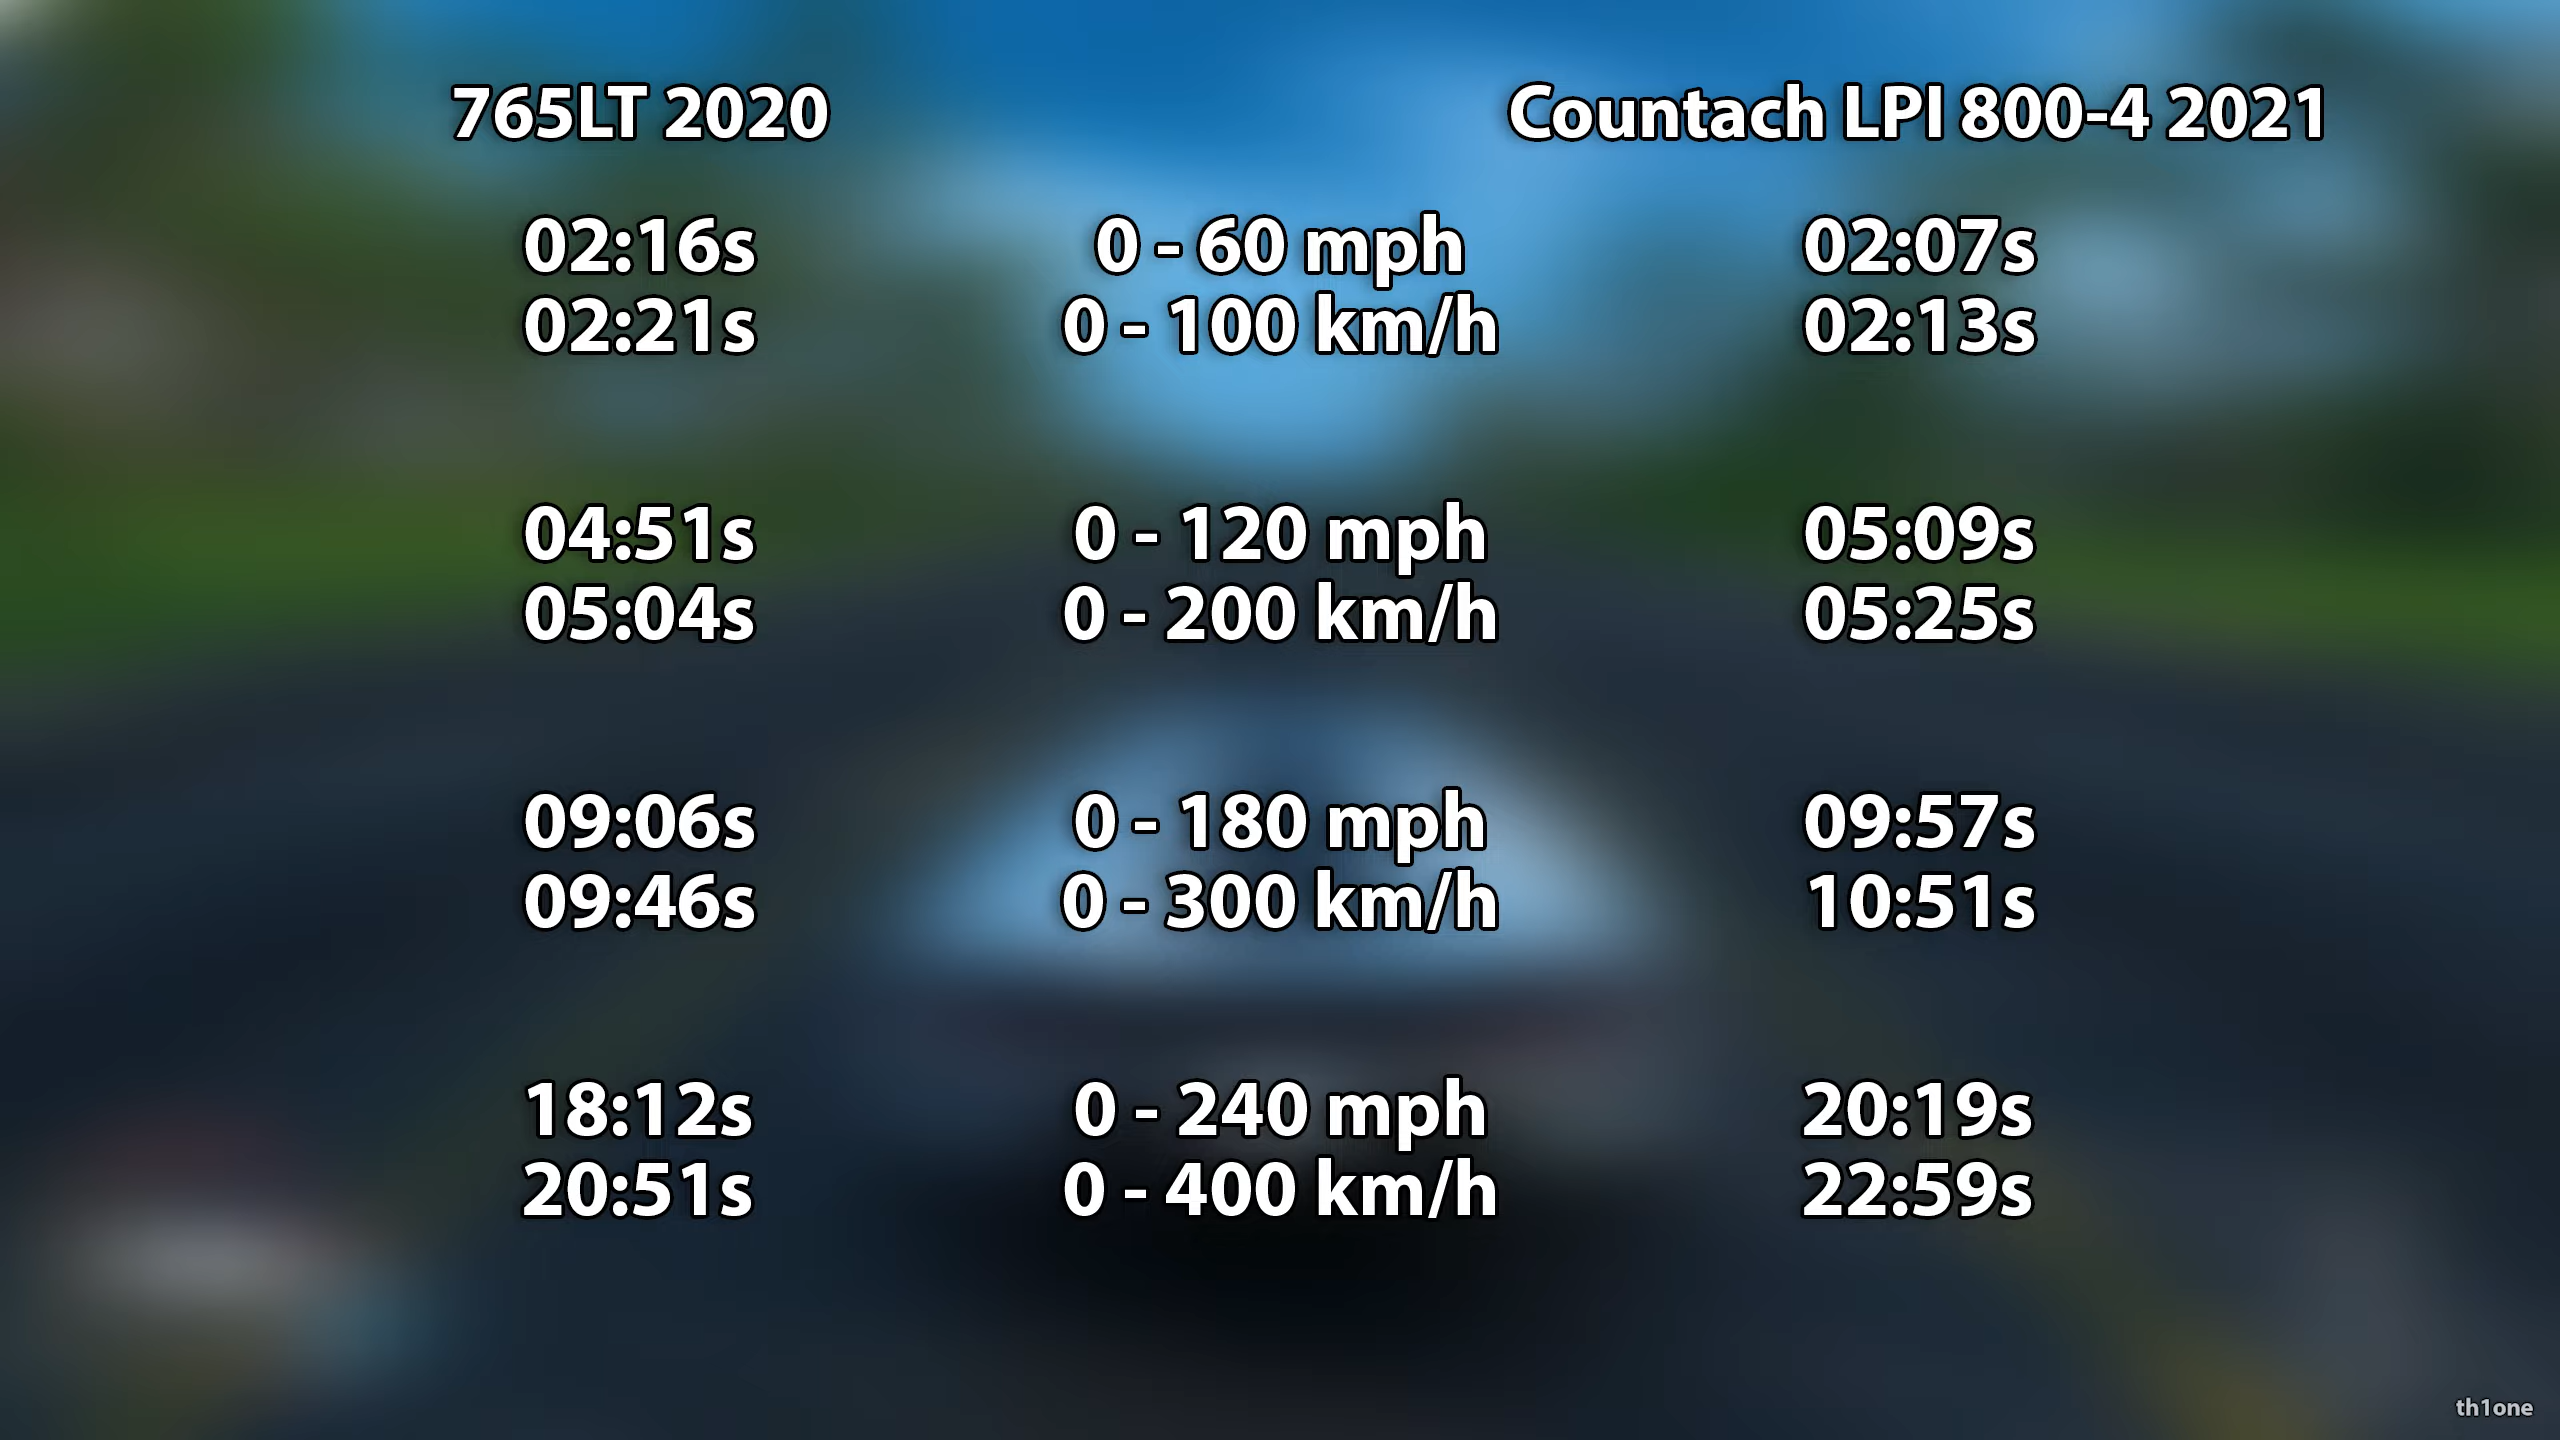 765LT 2020 Countach LPI 800-4 2021
02:16s 0 - 60 mph 02:07s
02:21s 0 - 100 km/h 02:13s
04:51s 0 - 120 mph 05:09s
05:04s 0 - 200 km/h 05:25s
09:06s 0 - 180 mph 09:57s
09:46s 0 - 300 km/h 10:51s
18:12s 0 - 240 mph 20:19s
20:51s 0 - 400 km/h 22:59s
th1one